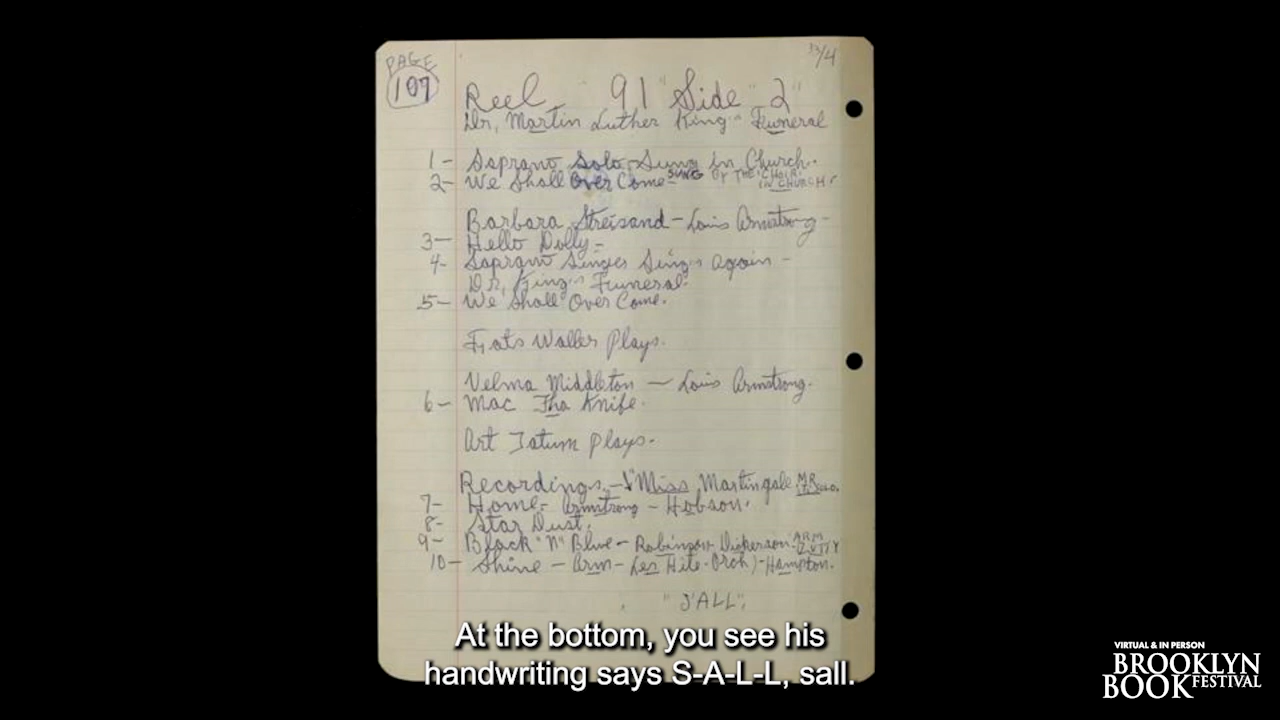 PAGE
107
33/4
Reel 91 "Side" 2"
Dr, Martin Luther King's Funeral
1- Soprano Solo, Sung In Church.
2- We Shall Over Come - SUNG BY THE CHOIR IN CHURCH.
Barbara Streisand - Louis Armstrong -
3- Hello Dolly -
4- Soprano Singer Sing's again -
Dr, King's Funeral.
5- We Shall Over Come.
Fats Waller Plays.
Velma Middleton - Louis Armstrong.
6- Mac Tha Knife.
Art Tatum plays.
Recordings - "Miss Martingale
7- Home - Armstrong - Hobson.
8- Star Dust.
9- Black "N" Blue - Robinson - Dickerson - ARM ZUTTY
10- Shine - Arm - Les Hite - Orch) - Hampton.
"S'ALL".
At the bottom, you see his
handwriting says S-A-L-L, sall.
VIRTUAL & IN PERSON
BROOKLYN
BOOK FESTIVAL